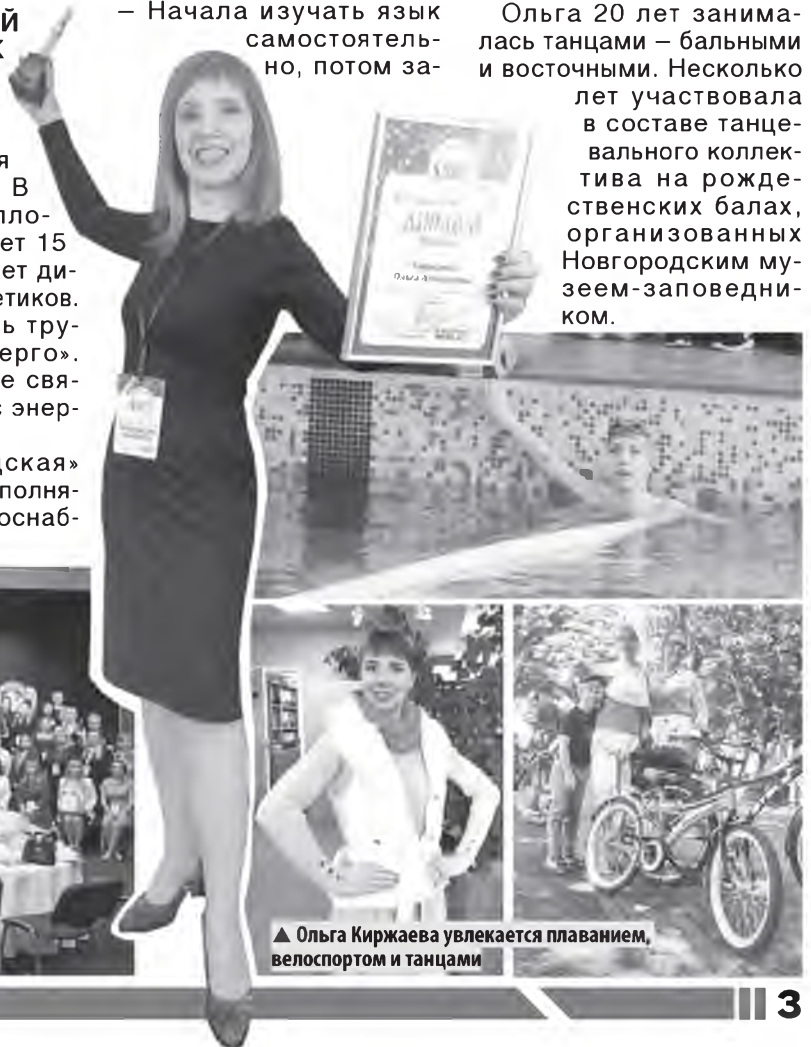 й
к
я
В
пло-
ет 15
ет ди-
етиков.
ь тру-
ерго».
е свя-
с энер-
дская»
полня-
оснаб-
– Начала изучать язык
самостоятель-
но, потом за-
Ольга 20 лет занима-
лась танцами – бальными
и восточными. Несколько
лет участвовала
в составе танце-
вального коллек-
тива на рожде-
ственских балах,
организованных
Новгородским му-
зеем-заповедни-
ком.
ДИПЛОМ
▲ Ольга Киржаева увлекается плаванием,
велоспортом и танцами
3